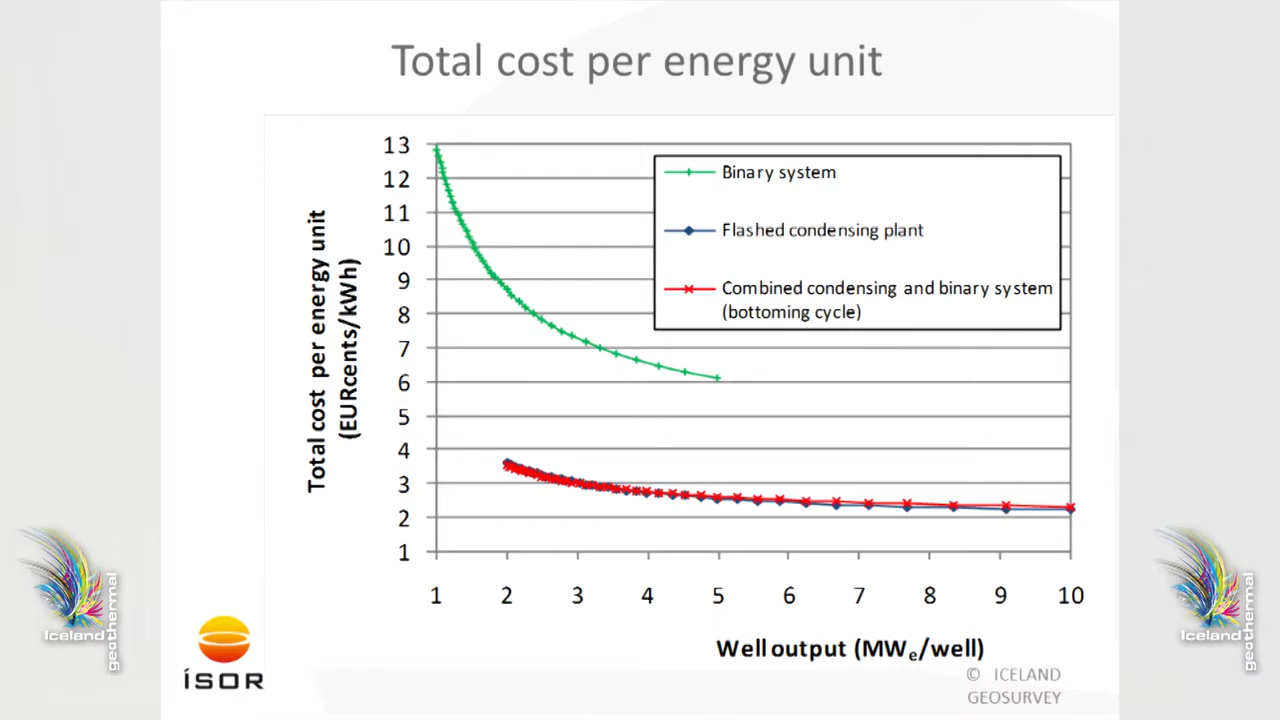 Total cost per energy unit
13
12
11
10
9
8
7
6
5
4
3
2
1
Total cost per energy unit
(EURcents/kWh)
Binary system
Flashed condensing plant
Combined condensing and binary system
(bottoming cycle)
1 2 3 4 5 6 7 8 9 10
Well output (MWe/well)
Iceland
geothermal
ÍSOR
© ICELAND
GEOSURVEY
Iceland
geothermal